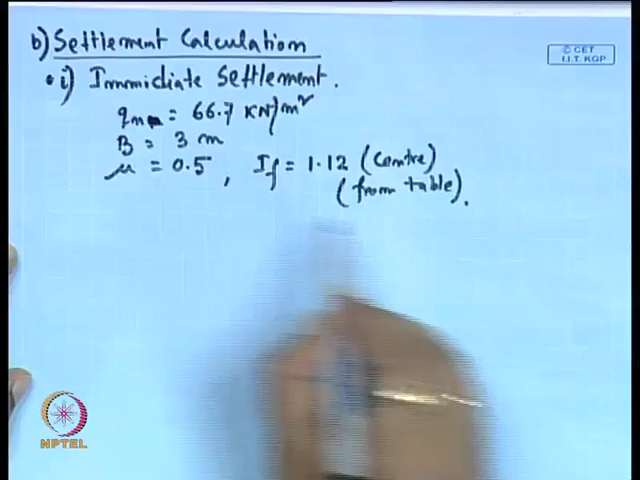 b) Settlement Calculation
i) Immidiate Settlement.
qn = 66.7 KN/m²
B = 3 m
μ = 0.5, If = 1.12 (Centre)
(from table).
© CET
I.I.T. KGP
NPTEL